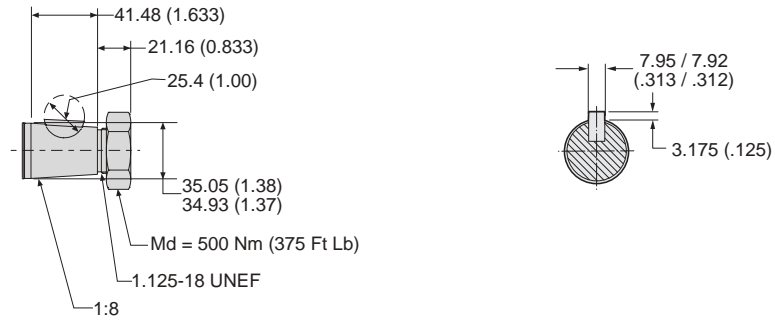 41.48 (1.633)
21.16 (0.833)
25.4 (1.00)
35.05 (1.38)
34.93 (1.37)
Md = 500 Nm (375 Ft Lb)
1.125-18 UNEF
1:8
7.95 / 7.92
(.313 / .312)
3.175 (.125)